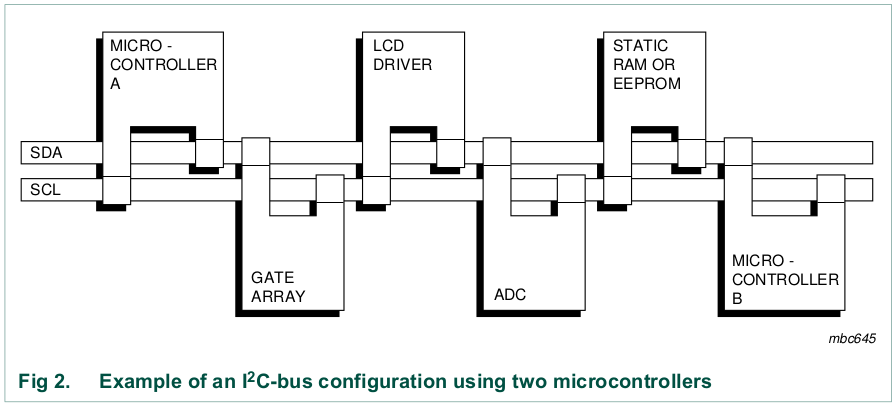 MICRO -
CONTROLLER
A
LCD
DRIVER
STATIC
RAM OR
EEPROM
SDA
SCL
GATE
ARRAY
ADC
MICRO -
CONTROLLER
B
mbc645
Fig 2. Example of an I²C-bus configuration using two microcontrollers